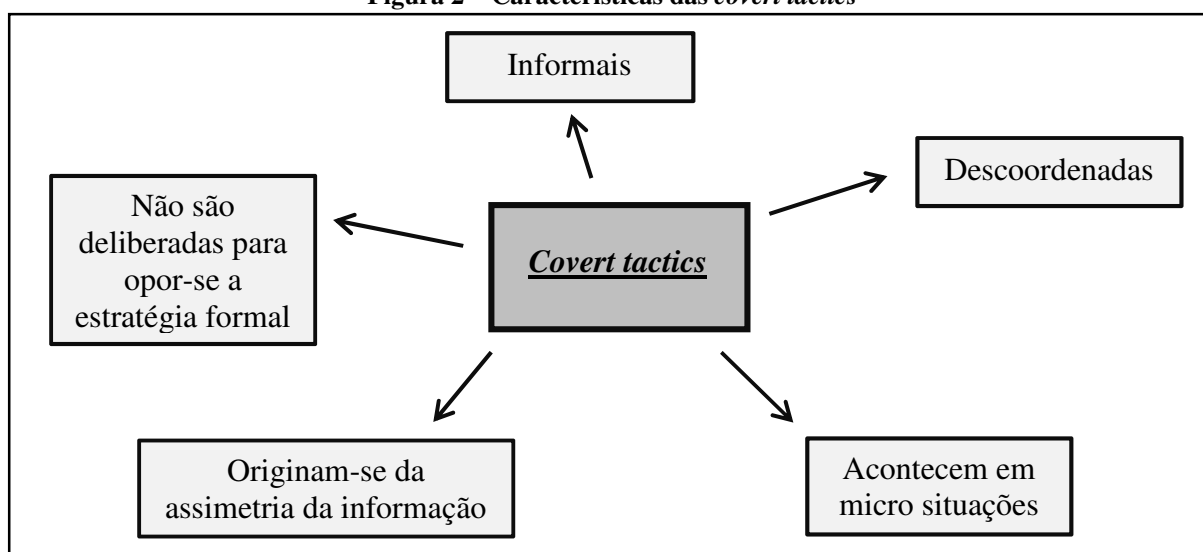 Figura 2 – Características das covert tactics
Informais
Descoordenadas
Não são
deliberadas para
opor-se a
estratégia formal
Covert tactics
Originam-se da
assimetria da informação
Acontecem em
micro situações